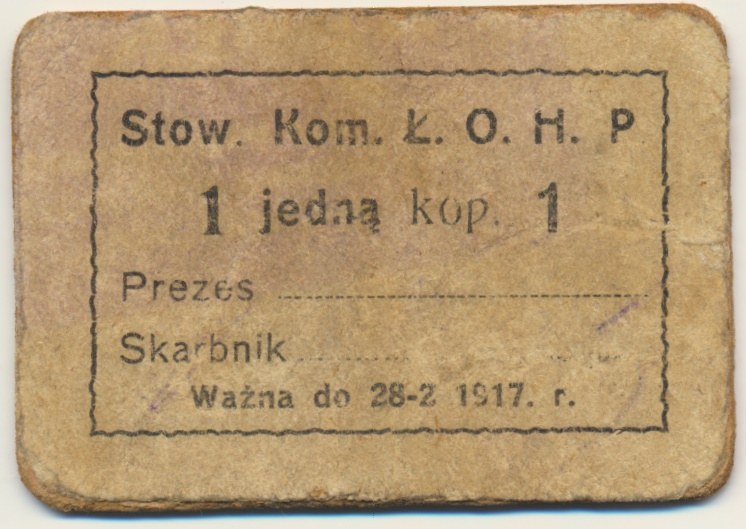 Stow. Kom. Ł. O. H. P
1 jedną kop. 1
Prezes
Skarbnik
Ważna do 28-2 1917. r.